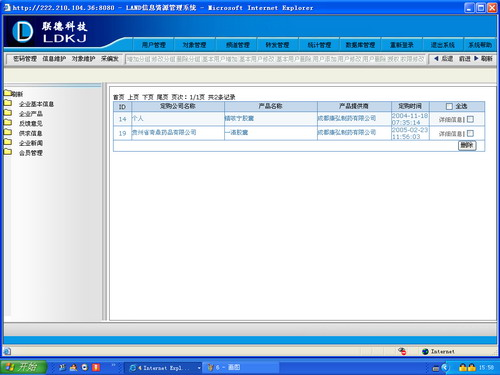 http://222.210.104.36:8080 - LAND信息资源管理系统 - Microsoft Internet Explorer
联德科技
LDKJ
用户管理 对象管理 频道管理 转发管理 统计管理 数据库管理 重新登录 退出系统 系统帮助
密码管理 信息维护 对象维护 采编发
后退 前进 刷新
刷新
企业基本信息
企业产品
反馈意见
供求信息
企业新闻
会员管理
首页 上页 下页 尾页 页次：1/1页 共2条记录
ID 定购公司名称 产品名称 产品提供商 定购时间 全选
14 个人 胶囊 成都康弘制药有限公司 2004-11-18 07:35:14 详细信息|
19 贵州省青森药品有限公司 一清胶囊 成都康弘制药有限公司 2005-02-23 11:56:03 详细信息|
删除
Internet
开始 4 Internet Expl... 6 - 画图 15:58